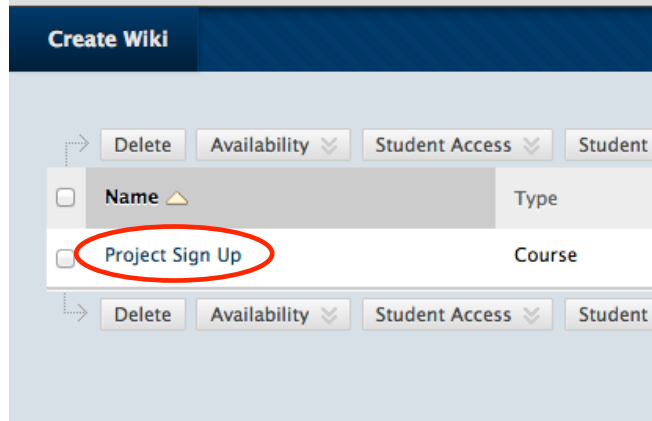 Create Wiki
Delete Availability Student Access Student
Name Type
Project Sign Up Course
Delete Availability Student Access Student